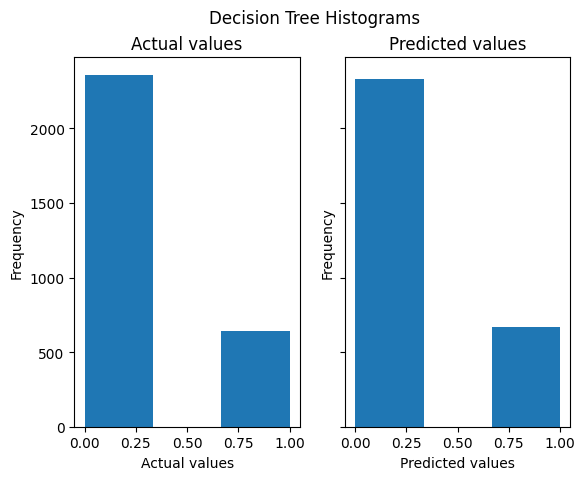 Decision Tree Histograms
Actual values
Predicted values
2000
1500
1000
500
0
Frequency
Frequency
0.00 0.25 0.50 0.75 1.00
0.00 0.25 0.50 0.75 1.00
Actual values
Predicted values